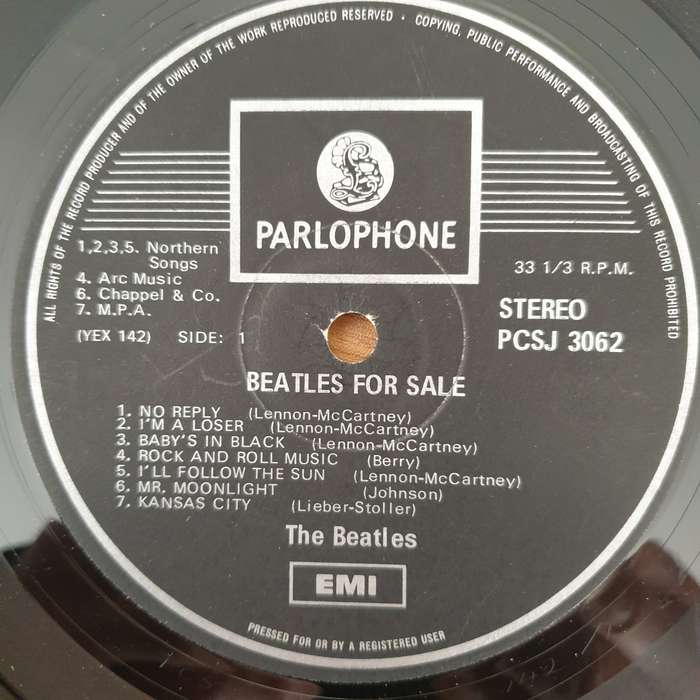 ALL RIGHTS OF THE RECORD PRODUCER AND OF THE OWNER OF THE WORK REPRODUCED RESERVED • COPYING, PUBLIC PERFORMANCE AND BROADCASTING OF THIS RECORD PROHIBITED
PARLOPHONE
1,2,3,5. Northern
Songs
4. Arc Music
6. Chappel & Co.
7. M.P.A.
(YEX 142) SIDE: 1
33 1/3 R.P.M.
STEREO
PCSJ 3062
BEATLES FOR SALE
1. NO REPLY (Lennon-McCartney)
2. I'M A LOSER (Lennon-McCartney)
3. BABY'S IN BLACK (Lennon-McCartney)
4. ROCK AND ROLL MUSIC (Berry)
5. I'LL FOLLOW THE SUN (Lennon-McCartney)
6. MR. MOONLIGHT (Johnson)
7. KANSAS CITY (Lieber-Stoller)
The Beatles
EMI
PRESSED FOR OR BY A REGISTERED USER